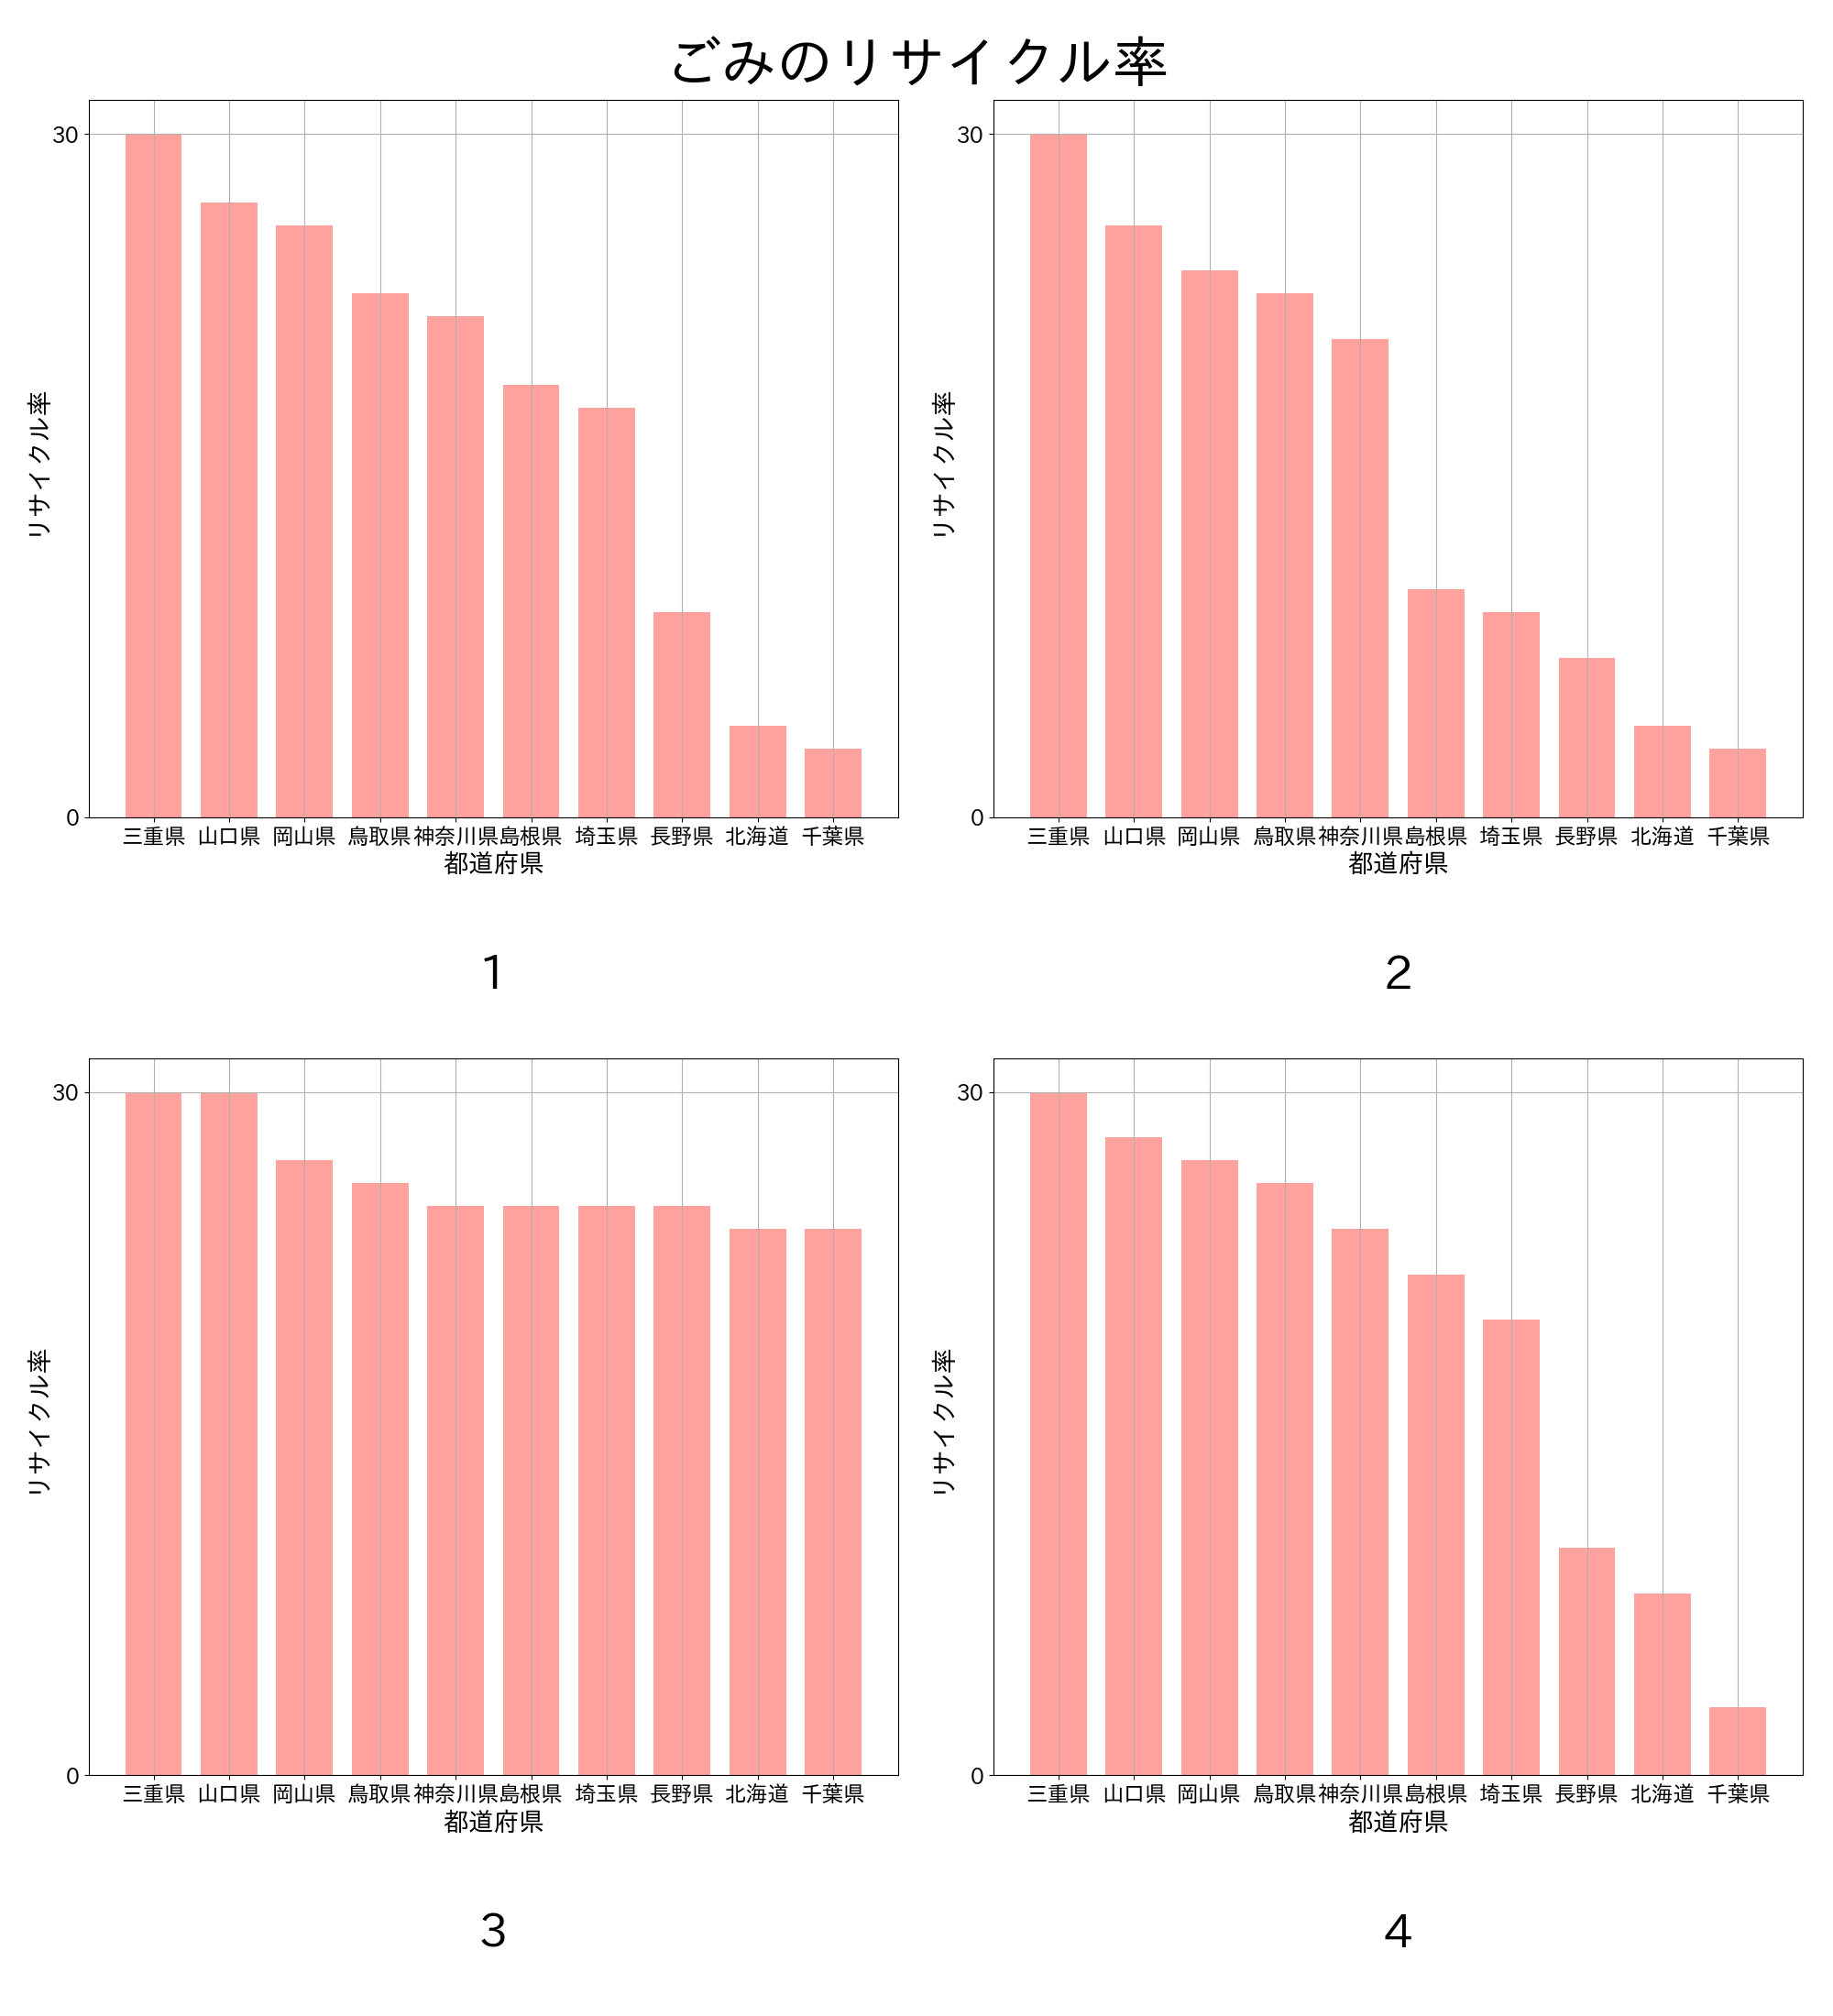 ごみのリサイクル率
30
0
リサイクル率
三重県 山口県 岡山県 鳥取県 神奈川県 島根県 埼玉県 長野県 北海道 千葉県
都道府県
1
30
0
リサイクル率
三重県 山口県 岡山県 鳥取県 神奈川県 島根県 埼玉県 長野県 北海道 千葉県
都道府県
2
30
0
リサイクル率
三重県 山口県 岡山県 鳥取県 神奈川県 島根県 埼玉県 長野県 北海道 千葉県
都道府県
3
30
0
リサイクル率
三重県 山口県 岡山県 鳥取県 神奈川県 島根県 埼玉県 長野県 北海道 千葉県
都道府県
4